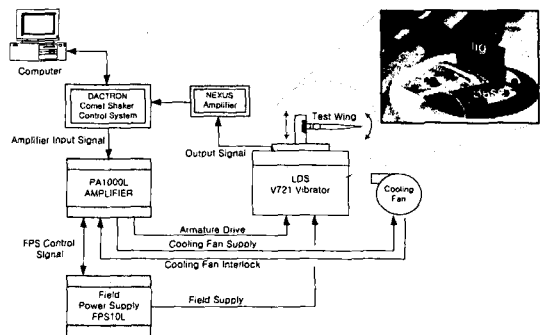 Computer
DACTRON
Comet Shaker
Control System
NEXUS
Amplifier
Test Wing
Amplifier Input Signal
Output Signal
PA1000L
AMPLIFIER
LDS
V721 Vibrator
Cooling
Fan
Armature Drive
FPS Control
Signal
Cooling Fan Supply
Cooling Fan Interlock
Field
Power Supply
FPS10L
Field Supply